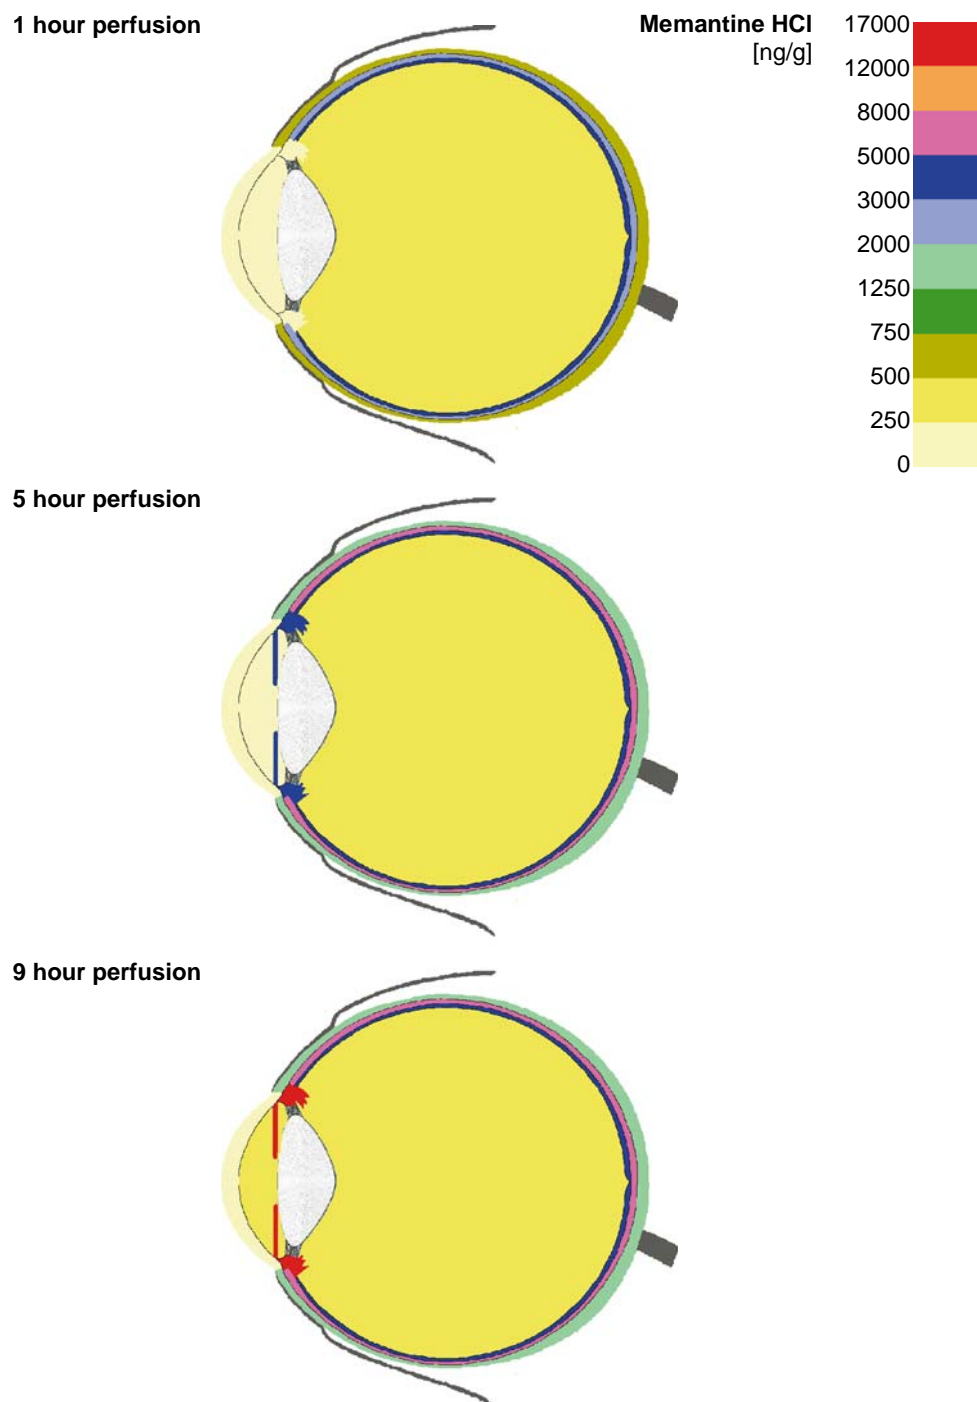 1 hour perfusion
Memantine HCl
[ng/g]
17000
12000
8000
5000
3000
2000
1250
750
500
250
0
5 hour perfusion
9 hour perfusion